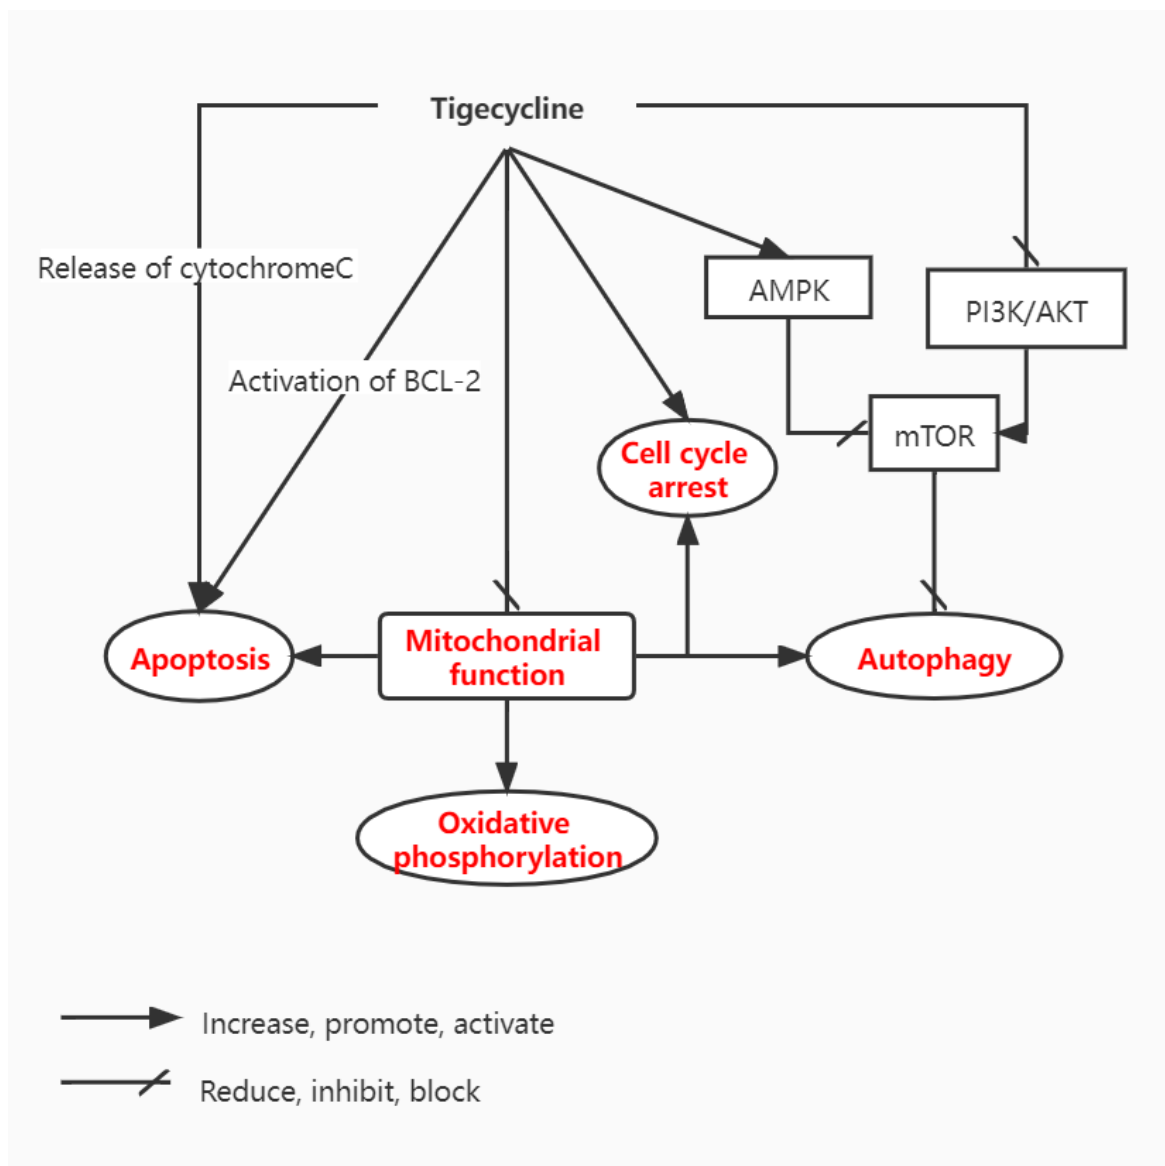 Tigecycline
Release of cytochromeC
AMPK
PI3K/AKT
Activation of BCL-2
mTOR
Cell cycle
arrest
Apoptosis
Mitochondrial
function
Autophagy
Oxidative
phosphorylation
Increase, promote, activate
Reduce, inhibit, block